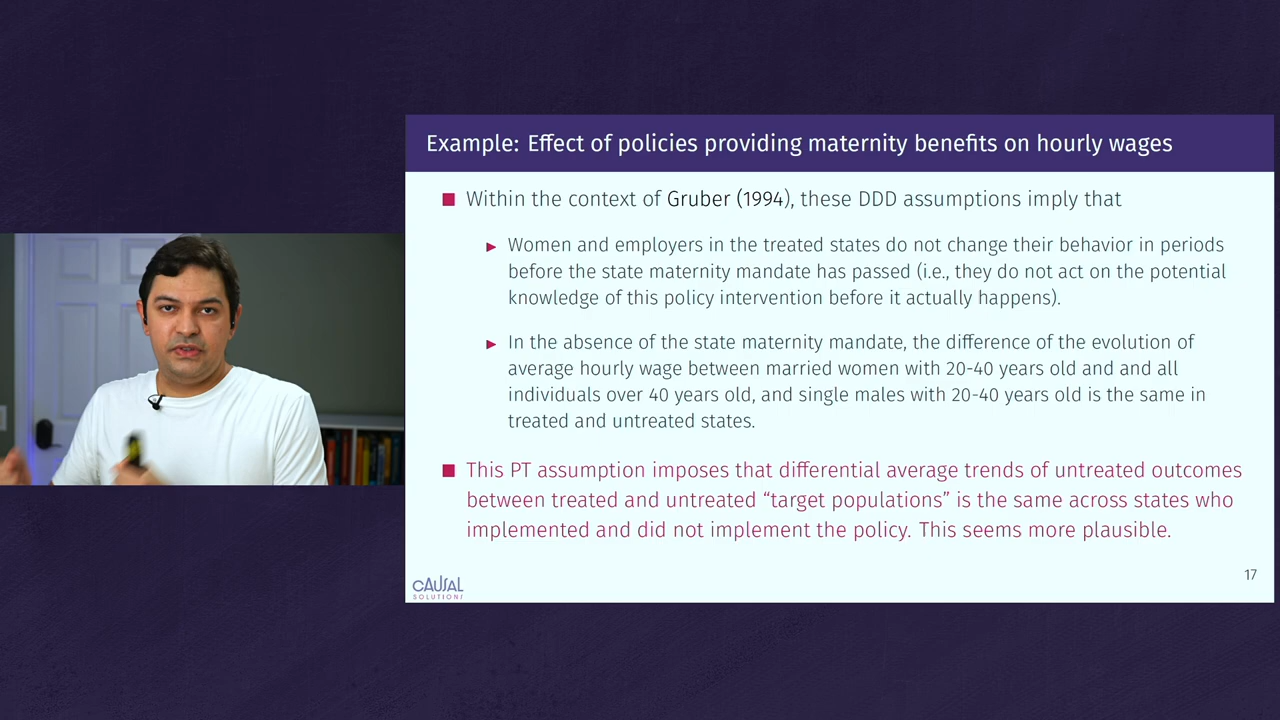 Example: Effect of policies providing maternity benefits on hourly wages
■ Within the context of Gruber (1994), these DDD assumptions imply that
▶ Women and employers in the treated states do not change their behavior in periods
before the state maternity mandate has passed (i.e., they do not act on the potential
knowledge of this policy intervention before it actually happens).
▶ In the absence of the state maternity mandate, the difference of the evolution of
average hourly wage between married women with 20-40 years old and and all
individuals over 40 years old, and single males with 20-40 years old is the same in
treated and untreated states.
■ This PT assumption imposes that differential average trends of untreated outcomes
between treated and untreated “target populations” is the same across states who
implemented and did not implement the policy. This seems more plausible.
17
CAUSAL
SOLUTIONS